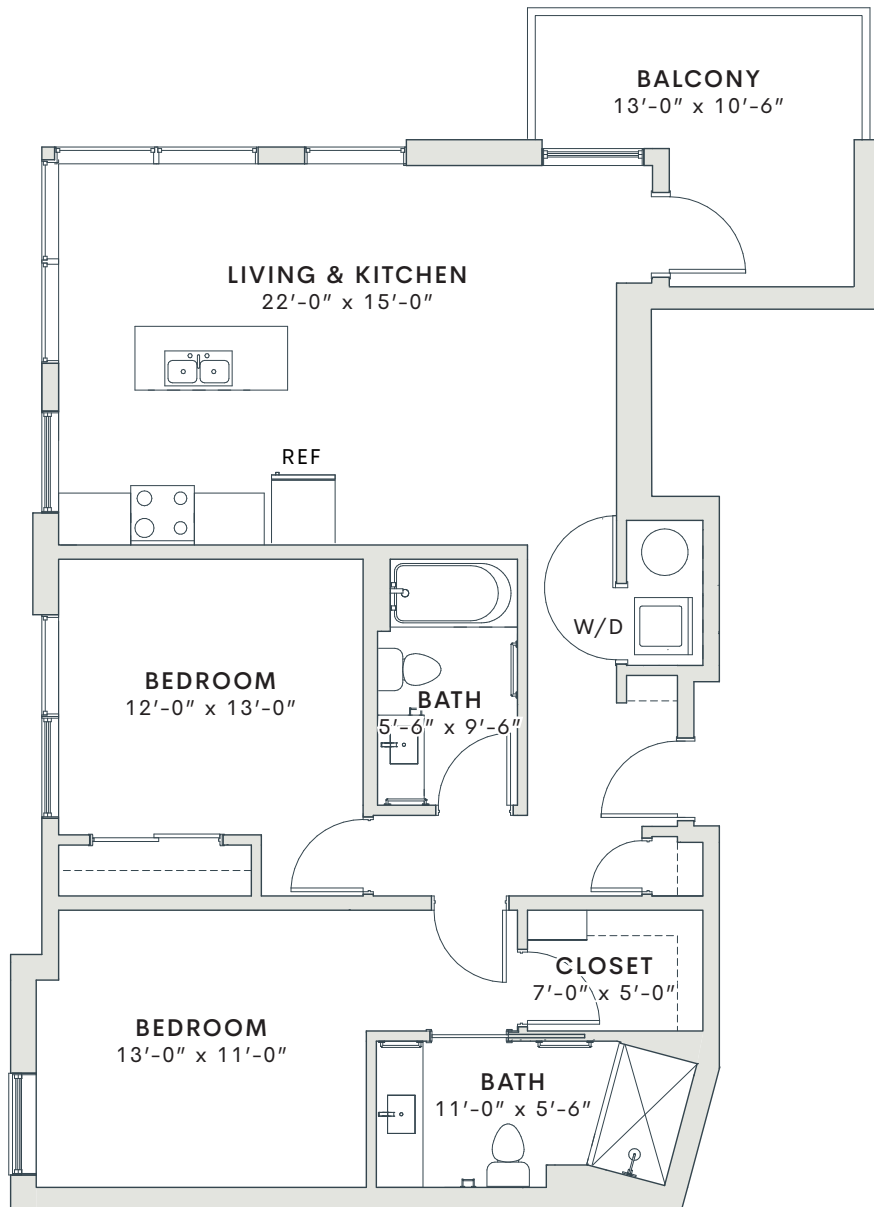 BALCONY
13'-0" x 10'-6"
LIVING & KITCHEN
22'-0" x 15'-0"
REF
W/D
BEDROOM
12'-0" x 13'-0"
BATH
5'-6" x 9'-6"
CLOSET
7'-0" x 5'-0"
BEDROOM
13'-0" x 11'-0"
BATH
11'-0" x 5'-6"